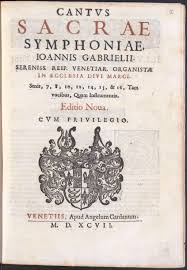 CANTVS
SACRAE
SYMPHONIAE,
IOANNIS GABRIELII.
SERENISS. REIP. VENETIAR. ORGANISTÆ
IN ECCLESIA DIVI MARCI.
Senis, 7, 8, 10, 12, 14, 15, & 16, Tam
vocibus, Quam Instrumentis.
Editio Noua.
CVM PRIVILEGIO.
VENETIIS, Apud Angelum Gardanum.
M. D. XCVII.